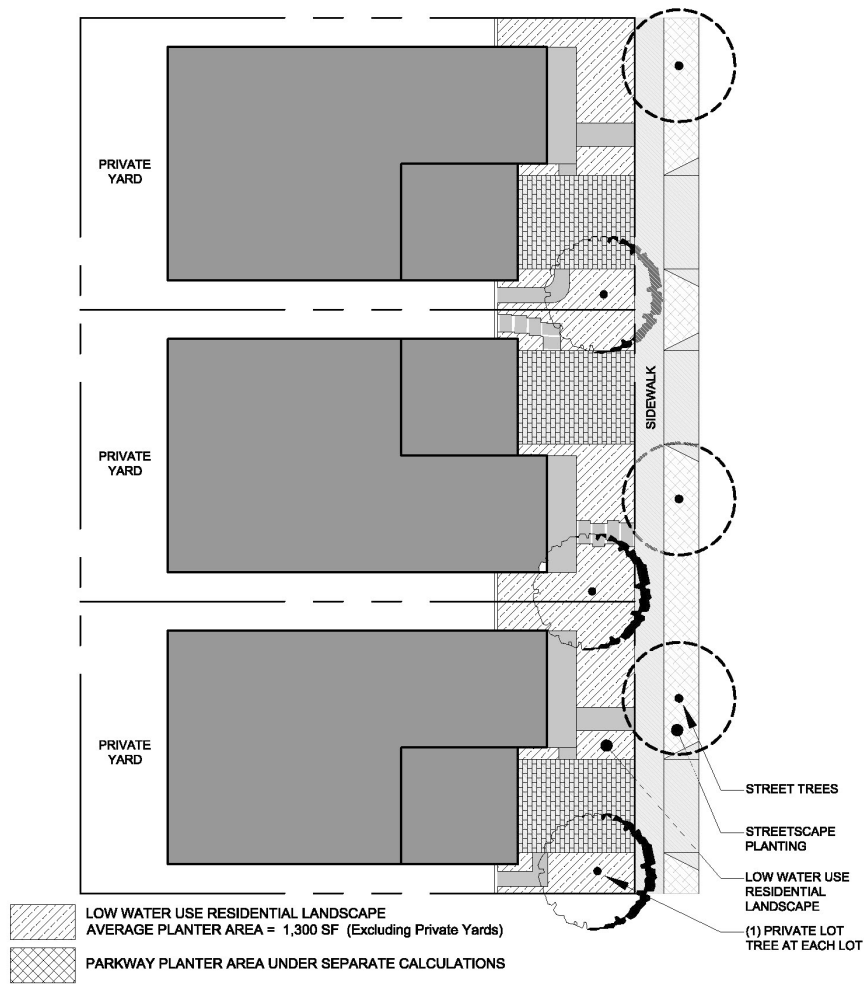 PRIVATE
YARD
PRIVATE
YARD
SIDEWALK
PRIVATE
YARD
STREET TREES
STREETSCAPE
PLANTING
LOW WATER USE
RESIDENTIAL
LANDSCAPE
(1) PRIVATE LOT
TREE AT EACH LOT
LOW WATER USE RESIDENTIAL LANDSCAPE
AVERAGE PLANTER AREA = 1,300 SF (Excluding Private Yards)
PARKWAY PLANTER AREA UNDER SEPARATE CALCULATIONS